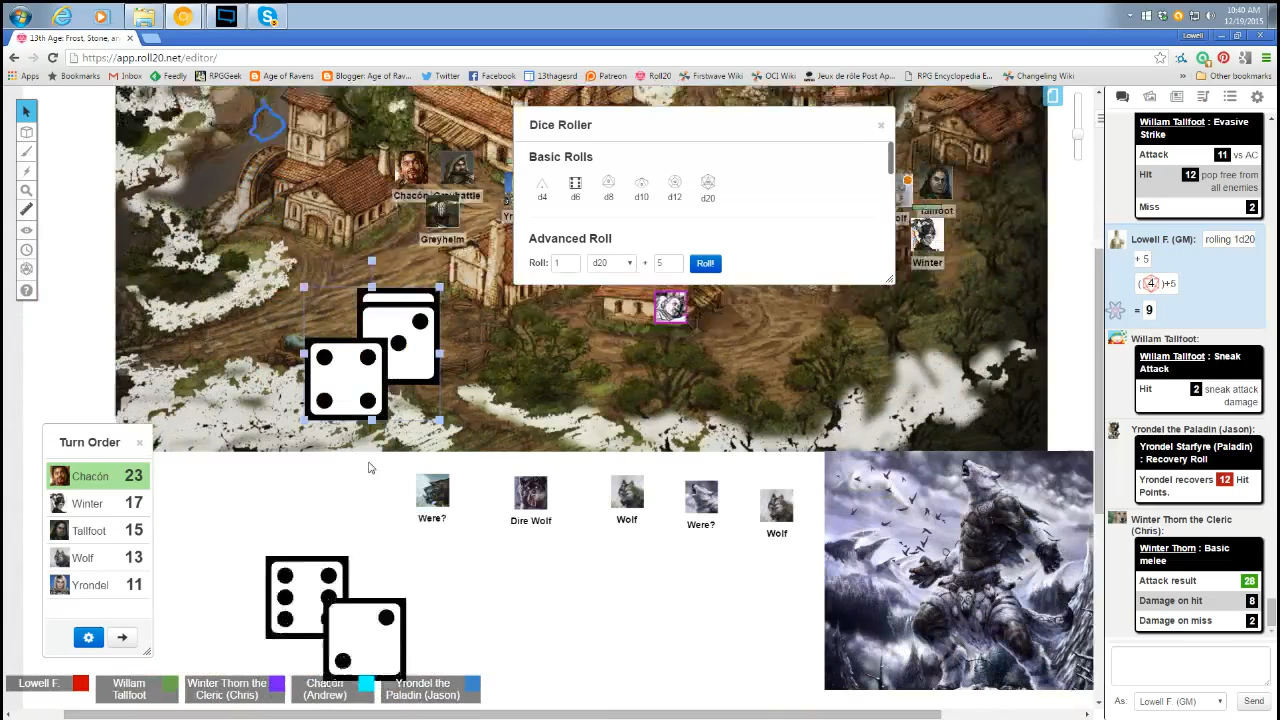 10:40 AM
12/19/2015
13th Age: Frost, Stone, an
Lowell
https://app.roll20.net/editor/
Apps Bookmarks Inbox Feedly RPGGeek Age of Ravens Blogger: Age of Rav... Twitter Facebook 13thagesrd Patreon Roll20 Firstwave Wiki OCI Wiki Jeux de rôle Post Ap... RPG Encyclopedia E... Changeling Wiki Other bookmarks
Dice Roller
Basic Rolls
d4 d6 d8 d10 d12 d20
Advanced Roll
Roll: 1 d20 + 5 Roll!
Chacón
Greyhelm
Tallfoot
Winter
Turn Order
Chacón 23
Winter 17
Tallfoot 15
Wolf 13
Yrondel 11
Were?
Dire Wolf
Wolf
Were?
Wolf
Lowell F.
Willam
Tallfoot
Winter Thorn the
Cleric (Chris)
Chacón
(Andrew)
Yrondel the
Paladin (Jason)
Willam Tallfoot : Evasive
Strike
Attack 11 vs AC
Hit 12 pop free from
all enemies
Miss 2
Lowell F. (GM): rolling 1d20
+ 5
(4)+5
= 9
Willam Tallfoot:
Willam Tallfoot : Sneak
Attack
Hit 2 sneak attack
damage
Yrondel the Paladin (Jason):
Yrondel Starfyre (Paladin)
: Recovery Roll
Yrondel recovers 12 Hit
Points.
Winter Thorn the Cleric
(Chris):
Winter Thorn : Basic
melee
Attack result 28
Damage on hit 8
Damage on miss 2
As: Lowell F. (GM) Send